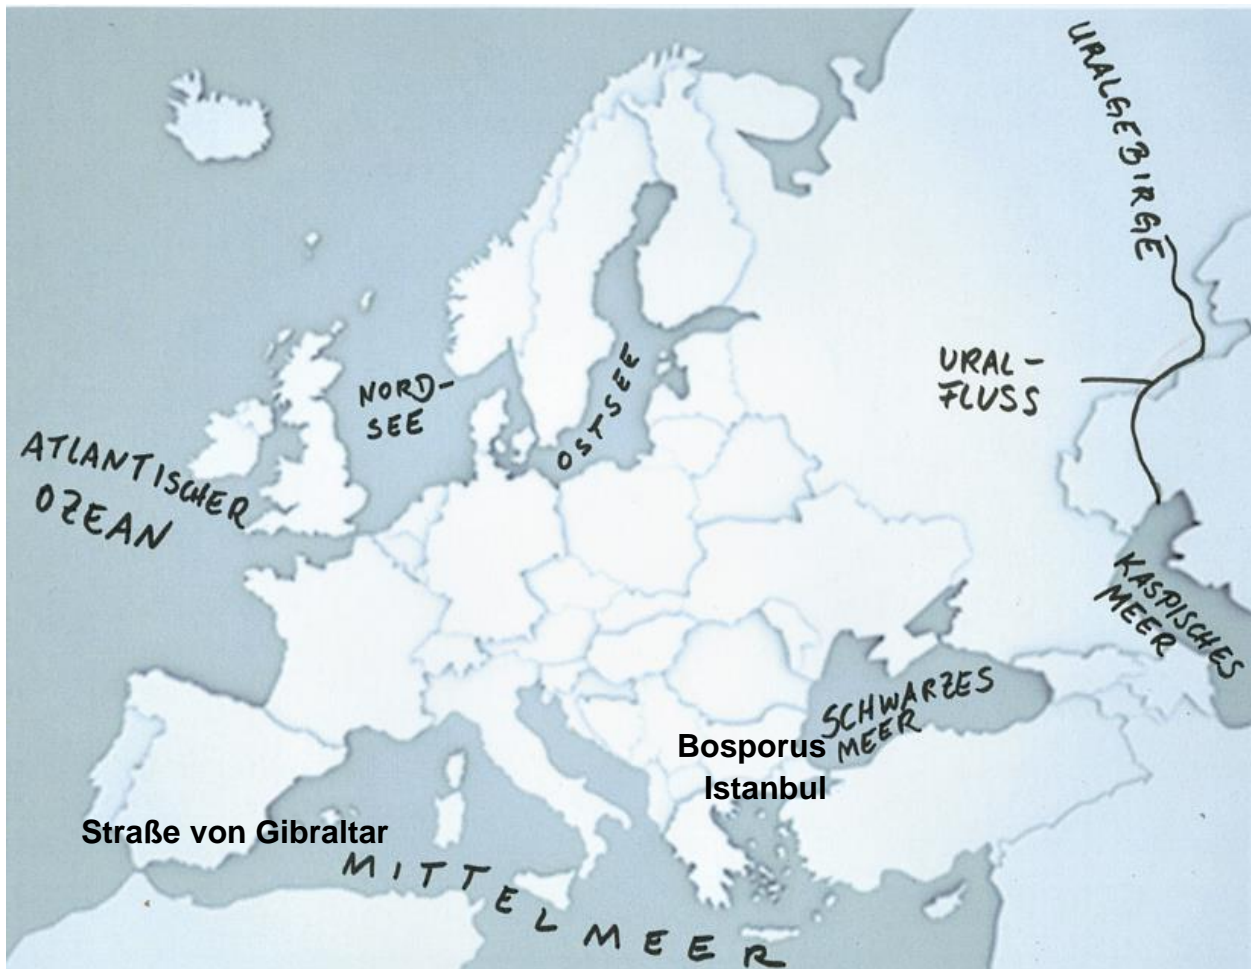 URALGEBIRGE
NORD-
SEE
OSTSEE
URAL-
FLUSS
ATLANTISCHER
OZEAN
KASPISCHES
MEER
SCHWARZES
MEER
Bosporus
Istanbul
Straße von Gibraltar
MITTELMEER